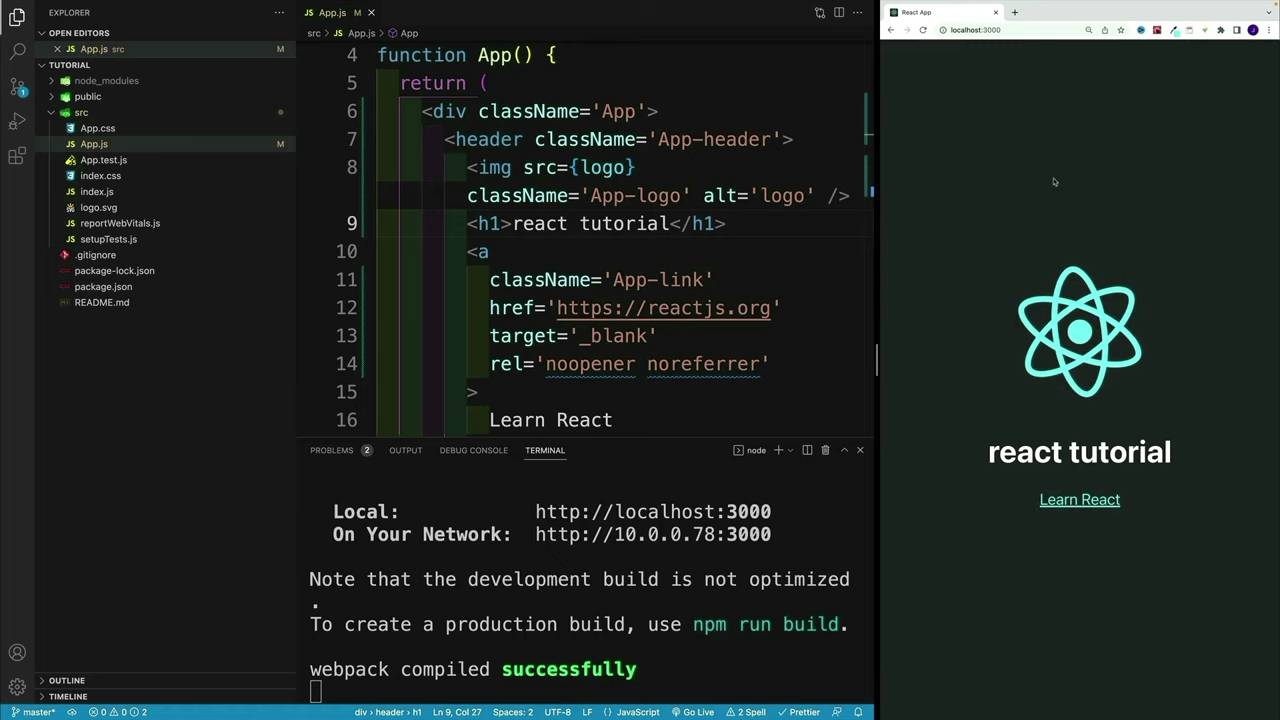 EXPLORER
OPEN EDITORS
App.js src M
TUTORIAL
node_modules
public
src
App.css
App.js M
App.test.js
index.css
index.js
logo.svg
reportWebVitals.js
setupTests.js
.gitignore
package-lock.json
package.json
README.md
OUTLINE
TIMELINE
App.js M
src > App.js > App
4 function App() {
5 return (
6 <div className='App'>
7 <header className='App-header'>
8 <img src={logo}
className='App-logo' alt='logo' />
9 <h1>react tutorial</h1>
10 <a
11 className='App-link'
12 href='https://reactjs.org'
13 target='_blank'
14 rel='noopener noreferrer'
15 >
16 Learn React
PROBLEMS 2 OUTPUT DEBUG CONSOLE TERMINAL node
Local: http://localhost:3000
On Your Network: http://10.0.0.78:3000
Note that the development build is not optimized
.
To create a production build, use npm run build.
webpack compiled successfully
master* 0 0 2 div > header > h1 Ln 9, Col 27 Spaces: 2 UTF-8 LF {} JavaScript Go Live 2 Spell Prettier
React App
localhost:3000
react tutorial
Learn React